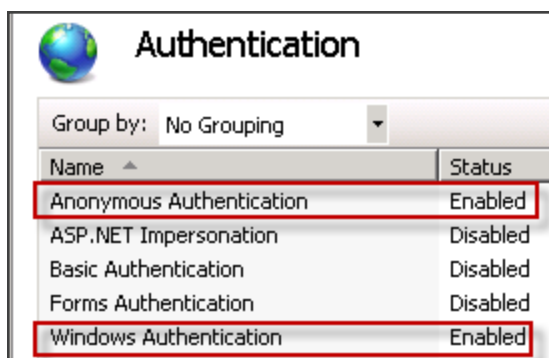 Authentication
Group by: No Grouping
Name Status
Anonymous Authentication Enabled
ASP.NET Impersonation Disabled
Basic Authentication Disabled
Forms Authentication Disabled
Windows Authentication Enabled